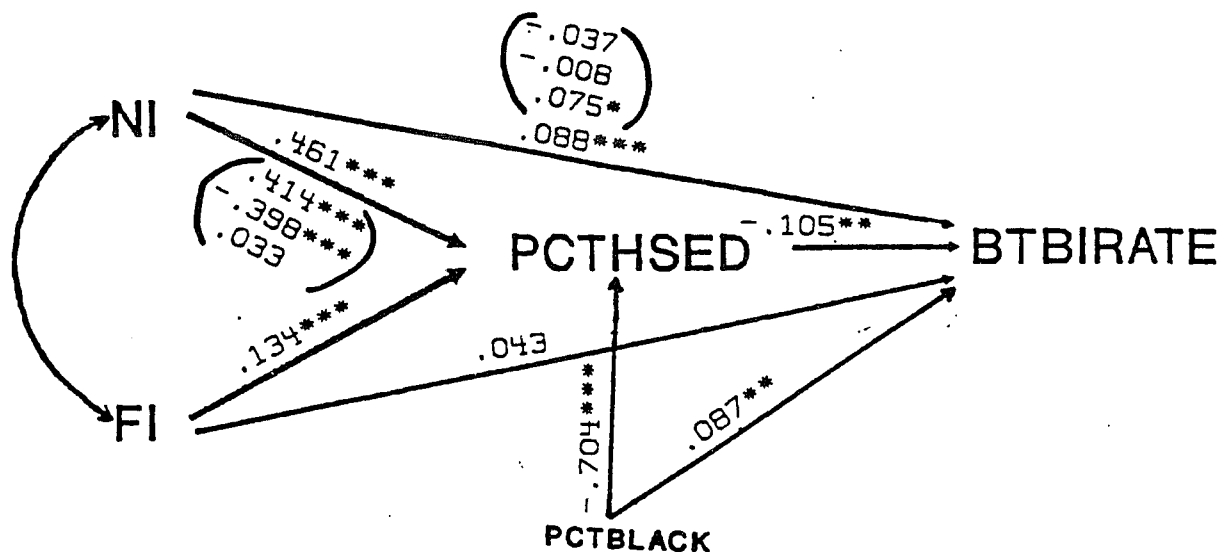 -.037
-.008
.075*
.088***
NI
.461***
.414***
-.398***
.033
PCTHSED
-.105**
BTBIRATE
.134***
.043
FI
-.704***
.087**
PCTBLACK